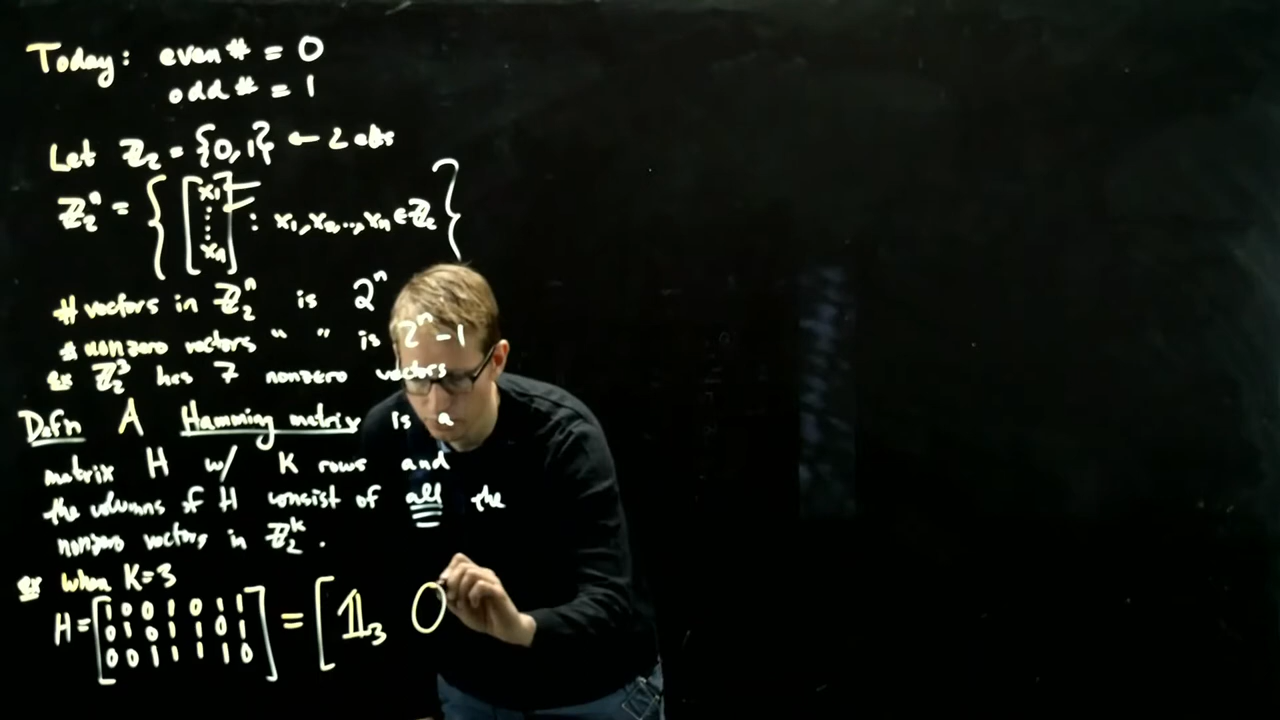 Today: even # = 0
odd # = 1
Let ℤ₂ = {0,1} ← 2 elts
ℤ₂ⁿ = { [x₁ ⋮ xₙ] : x₁, x₂, ..., xₙ ∈ ℤ₂ }
# vectors in ℤ₂ⁿ is 2ⁿ
# nonzero vectors " " is 2ⁿ-1
ex ℤ₂³ has 7 nonzero vectors
Defn A Hamming matrix is a
matrix H w/ K rows and
the columns of H consist of all the
nonzero vectors in ℤ₂ᵏ.
ex when K=3
H = [1 0 0 1 0 1 1
0 1 0 1 1 0 1
0 0 1 1 1 1 0] = [𝟙₃ 0